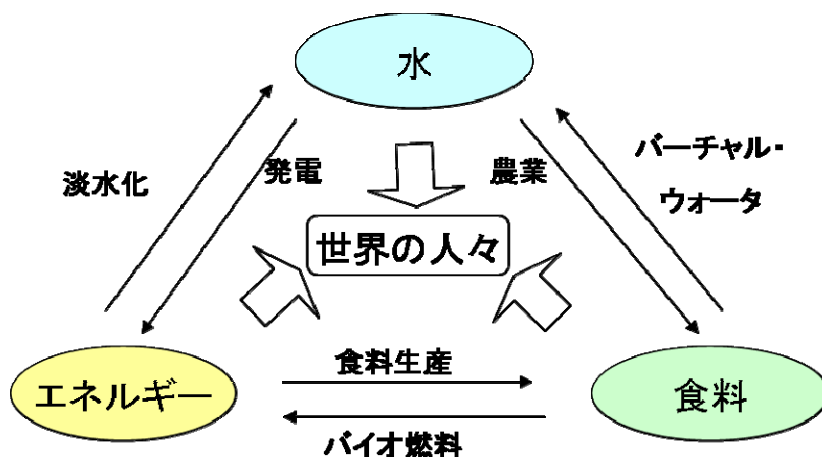 水
淡水化
発電
農業
バーチャル・
ウォータ
世界の人々
エネルギー
食料生産
食料
バイオ燃料